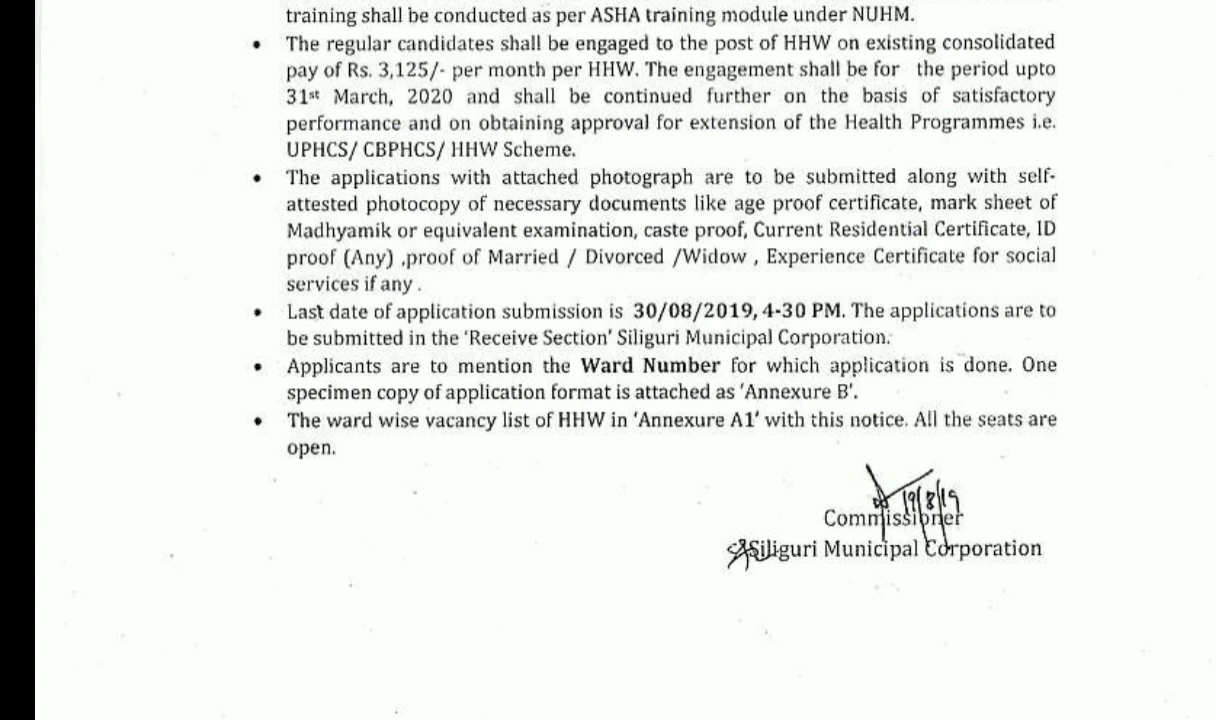 training shall be conducted as per ASHA training module under NUHM.
• The regular candidates shall be engaged to the post of HHW on existing consolidated
pay of Rs. 3,125/- per month per HHW. The engagement shall be for the period upto
31st March, 2020 and shall be continued further on the basis of satisfactory
performance and on obtaining approval for extension of the Health Programmes i.e.
UPHCS/ CBPHCS/ HHW Scheme.
• The applications with attached photograph are to be submitted along with self-
attested photocopy of necessary documents like age proof certificate, mark sheet of
Madhyamik or equivalent examination, caste proof, Current Residential Certificate, ID
proof (Any) ,proof of Married / Divorced /Widow , Experience Certificate for social
services if any .
• Last date of application submission is 30/08/2019, 4-30 PM. The applications are to
be submitted in the 'Receive Section' Siliguri Municipal Corporation.
• Applicants are to mention the Ward Number for which application is done. One
specimen copy of application format is attached as 'Annexure B'.
• The ward wise vacancy list of HHW in 'Annexure A1' with this notice. All the seats are
open.
19/8/19
Commissioner
Siliguri Municipal Corporation